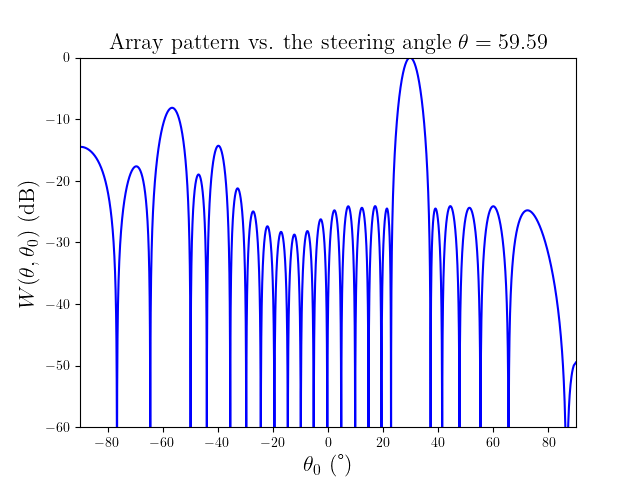 Array pattern vs. the steering angle θ = 59.59
0
−10
−20
−30
−40
−50
−60
W(θ, θ₀) (dB)
−80 −60 −40 −20 0 20 40 60 80
θ₀ (°)